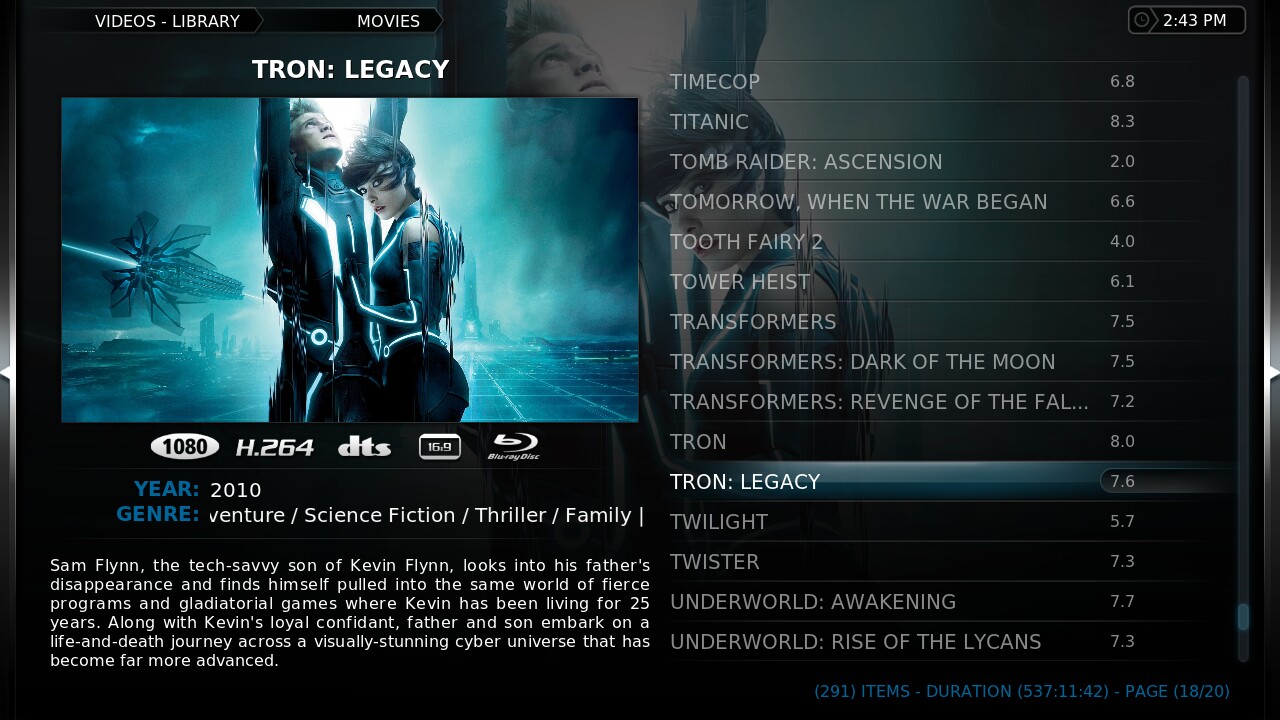 VIDEOS - LIBRARY
MOVIES
2:43 PM
TRON: LEGACY
1080 H.264 dts 16:9 Blu-ray Disc
YEAR: 2010
GENRE: venture / Science Fiction / Thriller / Family |
Sam Flynn, the tech-savvy son of Kevin Flynn, looks into his father's
disappearance and finds himself pulled into the same world of fierce
programs and gladiatorial games where Kevin has been living for 25
years. Along with Kevin's loyal confidant, father and son embark on a
life-and-death journey across a visually-stunning cyber universe that has
become far more advanced.
TIMECOP 6.8
TITANIC 8.3
TOMB RAIDER: ASCENSION 2.0
TOMORROW, WHEN THE WAR BEGAN 6.6
TOOTH FAIRY 2 4.0
TOWER HEIST 6.1
TRANSFORMERS 7.5
TRANSFORMERS: DARK OF THE MOON 7.5
TRANSFORMERS: REVENGE OF THE FAL... 7.2
TRON 8.0
TRON: LEGACY 7.6
TWILIGHT 5.7
TWISTER 7.3
UNDERWORLD: AWAKENING 7.7
UNDERWORLD: RISE OF THE LYCANS 7.3
(291) ITEMS - DURATION (537:11:42) - PAGE (18/20)